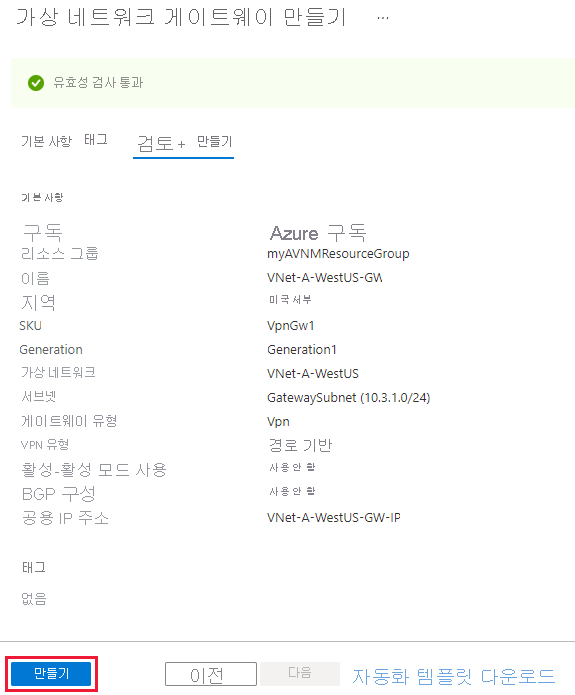 가상 네트워크 게이트웨이 만들기 ...
유효성 검사 통과
기본 사항 태그 검토 + 만들기
기본 사항
구독 Azure 구독
리소스 그룹 myAVNMResourceGroup
이름 VNet-A-WestUS-GW
지역 미국 서부
SKU VpnGw1
Generation Generation1
가상 네트워크 VNet-A-WestUS
서브넷 GatewaySubnet (10.3.1.0/24)
게이트웨이 유형 Vpn
VPN 유형 경로 기반
활성-활성 모드 사용 사용 안 함
BGP 구성 사용 안 함
공용 IP 주소 VNet-A-WestUS-GW-IP
태그
없음
만들기 이전 다음 자동화 템플릿 다운로드